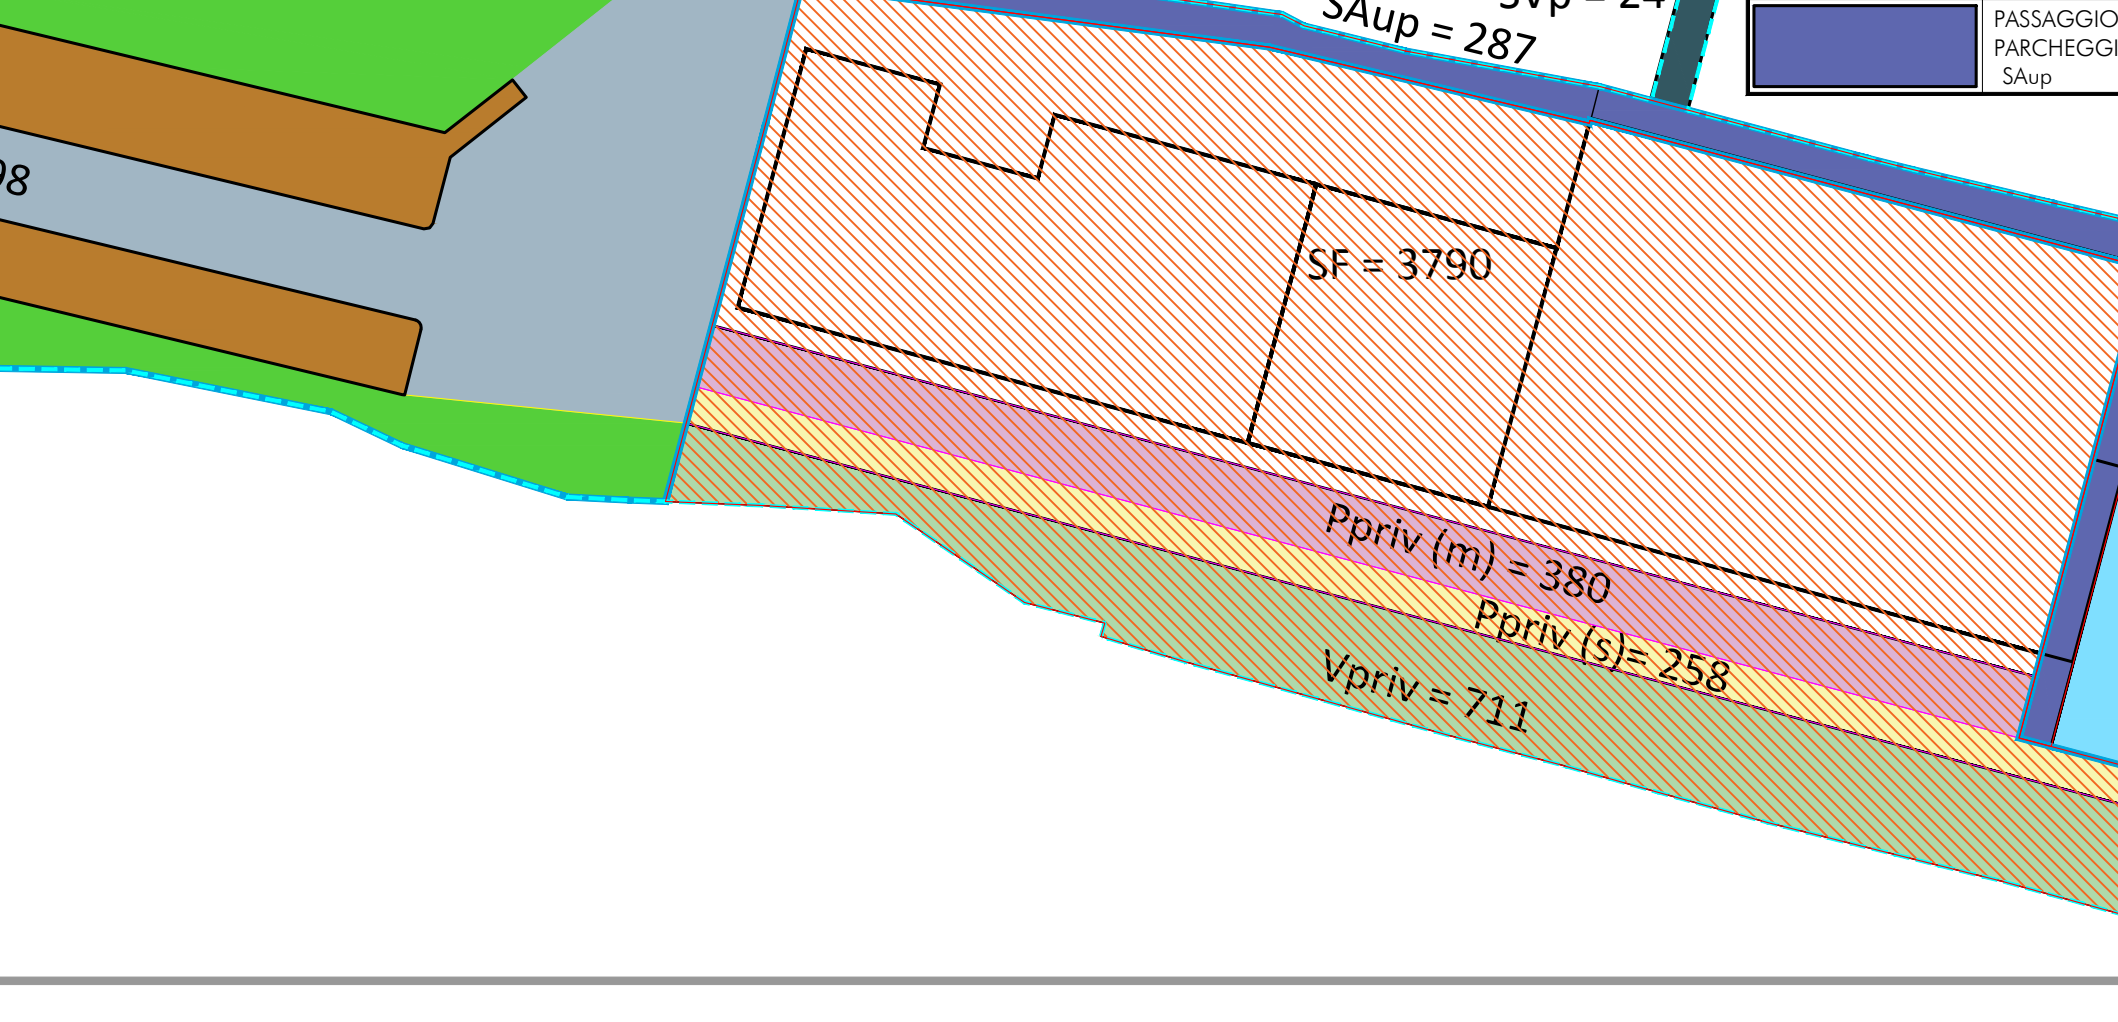 SAup = 287
PASSAGGIO
PARCHEGGI
SAup
SF = 3790
Ppriv (m) = 380
Ppriv (s)= 258
Vpriv = 711